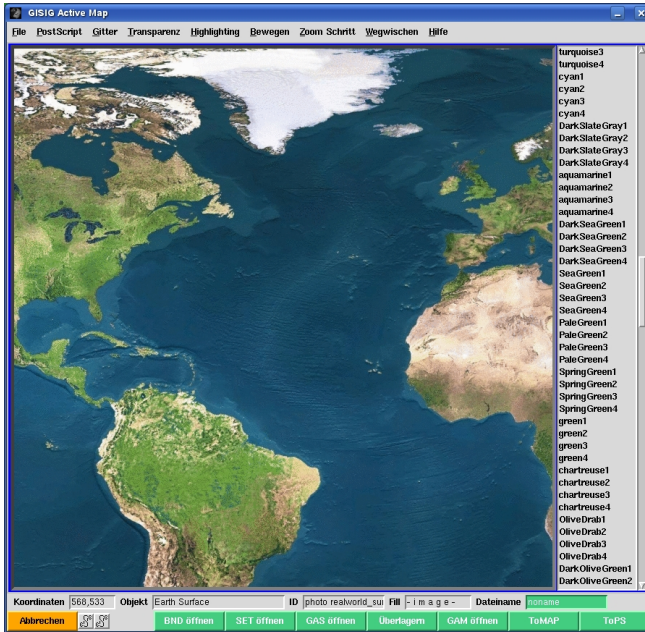 GISIG Active Map
File PostScript Gitter Transparenz Highlighting Bewegen Zoom Schritt Wegwischen Hilfe
turquoise3
turquoise4
cyan1
cyan2
cyan3
cyan4
DarkSlateGray1
DarkSlateGray2
DarkSlateGray3
DarkSlateGray4
aquamarine1
aquamarine2
aquamarine3
aquamarine4
DarkSeaGreen1
DarkSeaGreen2
DarkSeaGreen3
DarkSeaGreen4
SeaGreen1
SeaGreen2
SeaGreen3
SeaGreen4
PaleGreen1
PaleGreen2
PaleGreen3
PaleGreen4
SpringGreen1
SpringGreen2
SpringGreen3
SpringGreen4
green1
green2
green3
green4
chartreuse1
chartreuse2
chartreuse3
chartreuse4
OliveDrab1
OliveDrab2
OliveDrab3
OliveDrab4
DarkOliveGreen1
DarkOliveGreen2
Koordinaten 568,533 Objekt Earth Surface ID photo realworld_sur Fill - i m a g e - Dateiname noname
Abbrechen BND öffnen SET öffnen GAS öffnen Überlagern GAM öffnen ToMAP ToPS